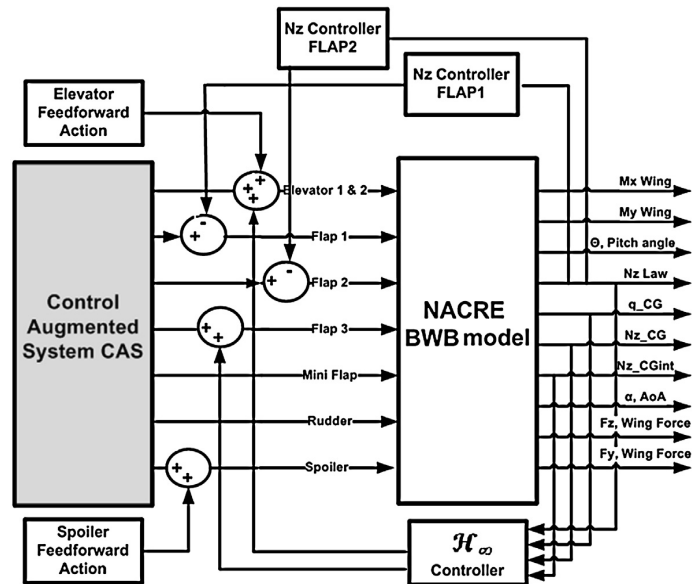 Nz Controller
FLAP2
Nz Controller
FLAP1
Elevator
Feedforward
Action
Control
Augmented
System CAS
+
+
+
Elevator 1 & 2
-
+
Flap 1
-
+
Flap 2
+
+
Flap 3
Mini Flap
Rudder
+
+
Spoiler
NACRE
BWB model
Mx Wing
My Wing
Θ, Pitch angle
Nz Law
q_CG
Nz_CG
Nz_CGint
α, AoA
Fz, Wing Force
Fy, Wing Force
Spoiler
Feedforward
Action
ℋ∞
Controller